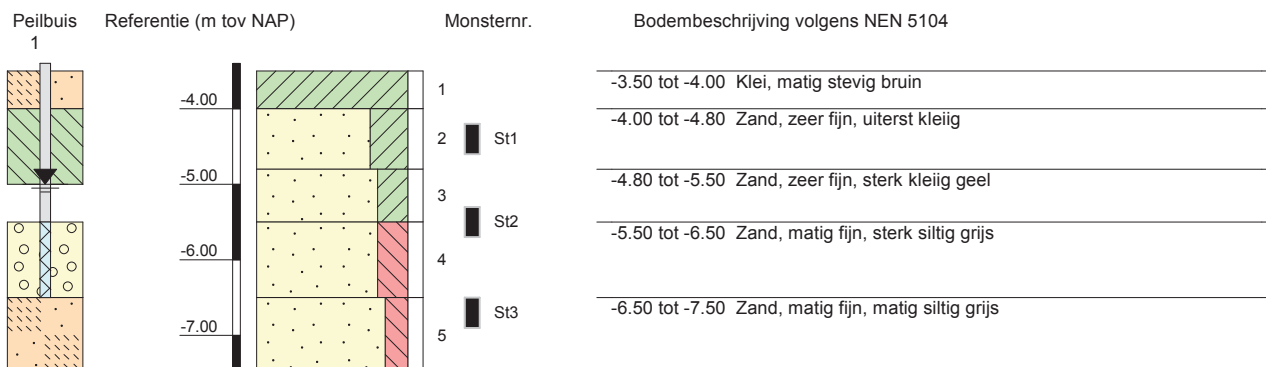 Peilbuis Referentie (m tov NAP) Monsternr. Bodembeschrijving volgens NEN 5104
1
1 -3.50 tot -4.00 Klei, matig stevig bruin
-4.00
2 St1 -4.00 tot -4.80 Zand, zeer fijn, uiterst kleiig
-5.00
3 -4.80 tot -5.50 Zand, zeer fijn, sterk kleiig geel
St2
-5.50 tot -6.50 Zand, matig fijn, sterk siltig grijs
-6.00 4
St3 -6.50 tot -7.50 Zand, matig fijn, matig siltig grijs
-7.00 5